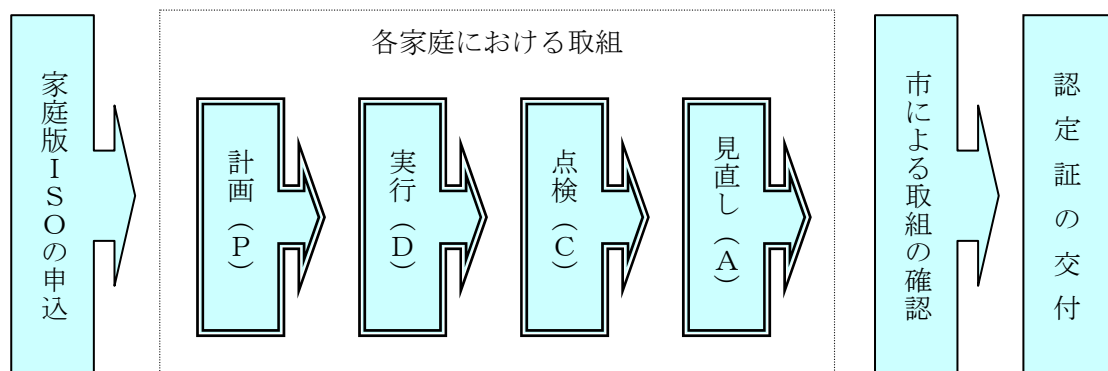 各家庭における取組
家庭版ＩＳＯの申込
計画（Ｐ）
実行（Ｄ）
点検（Ｃ）
見直し（Ａ）
市による取組の確認
認定証の交付